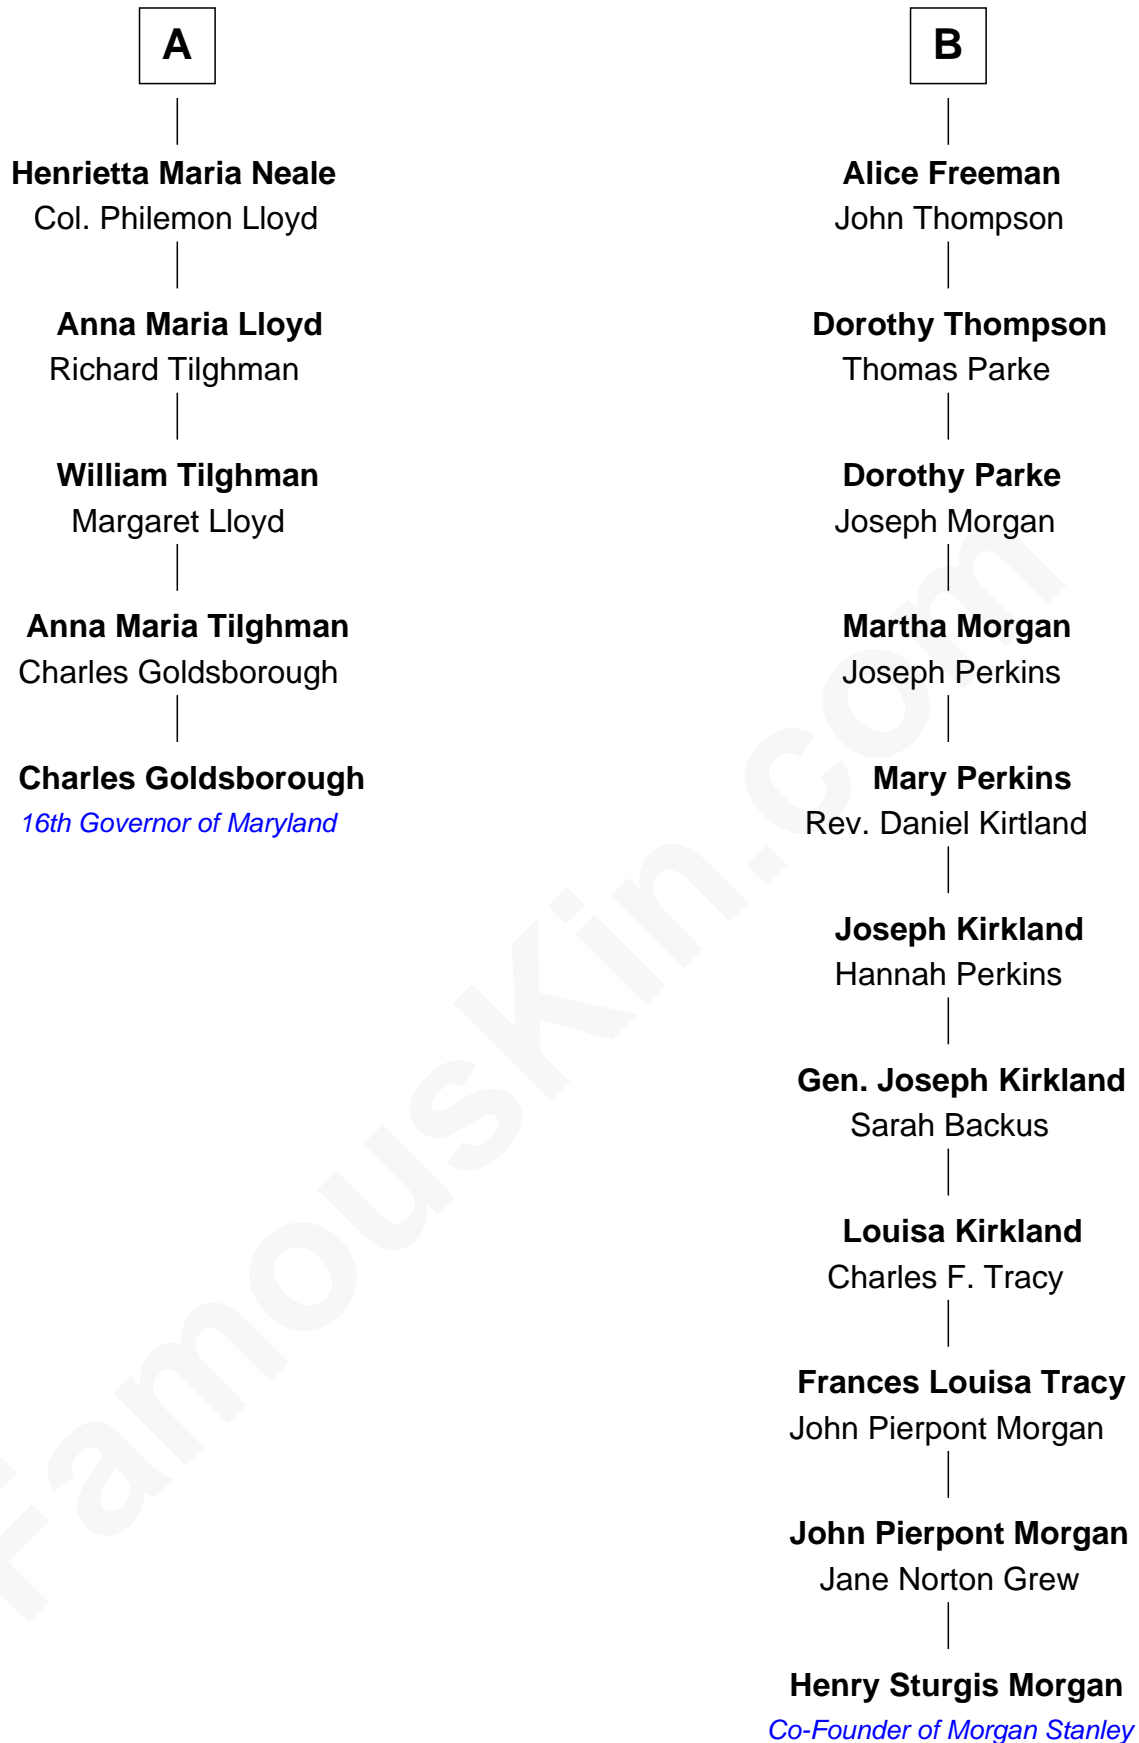 A
Henrietta Maria Neale
Col. Philemon Lloyd
Anna Maria Lloyd
Richard Tilghman
William Tilghman
Margaret Lloyd
Anna Maria Tilghman
Charles Goldsborough
Charles Goldsborough
16th Governor of Maryland
B
Alice Freeman
John Thompson
Dorothy Thompson
Thomas Parke
Dorothy Parke
Joseph Morgan
Martha Morgan
Joseph Perkins
Mary Perkins
Rev. Daniel Kirtland
Joseph Kirkland
Hannah Perkins
Gen. Joseph Kirkland
Sarah Backus
Louisa Kirkland
Charles F. Tracy
Frances Louisa Tracy
John Pierpont Morgan
John Pierpont Morgan
Jane Norton Grew
Henry Sturgis Morgan
Co-Founder of Morgan Stanley
FamousKin.com